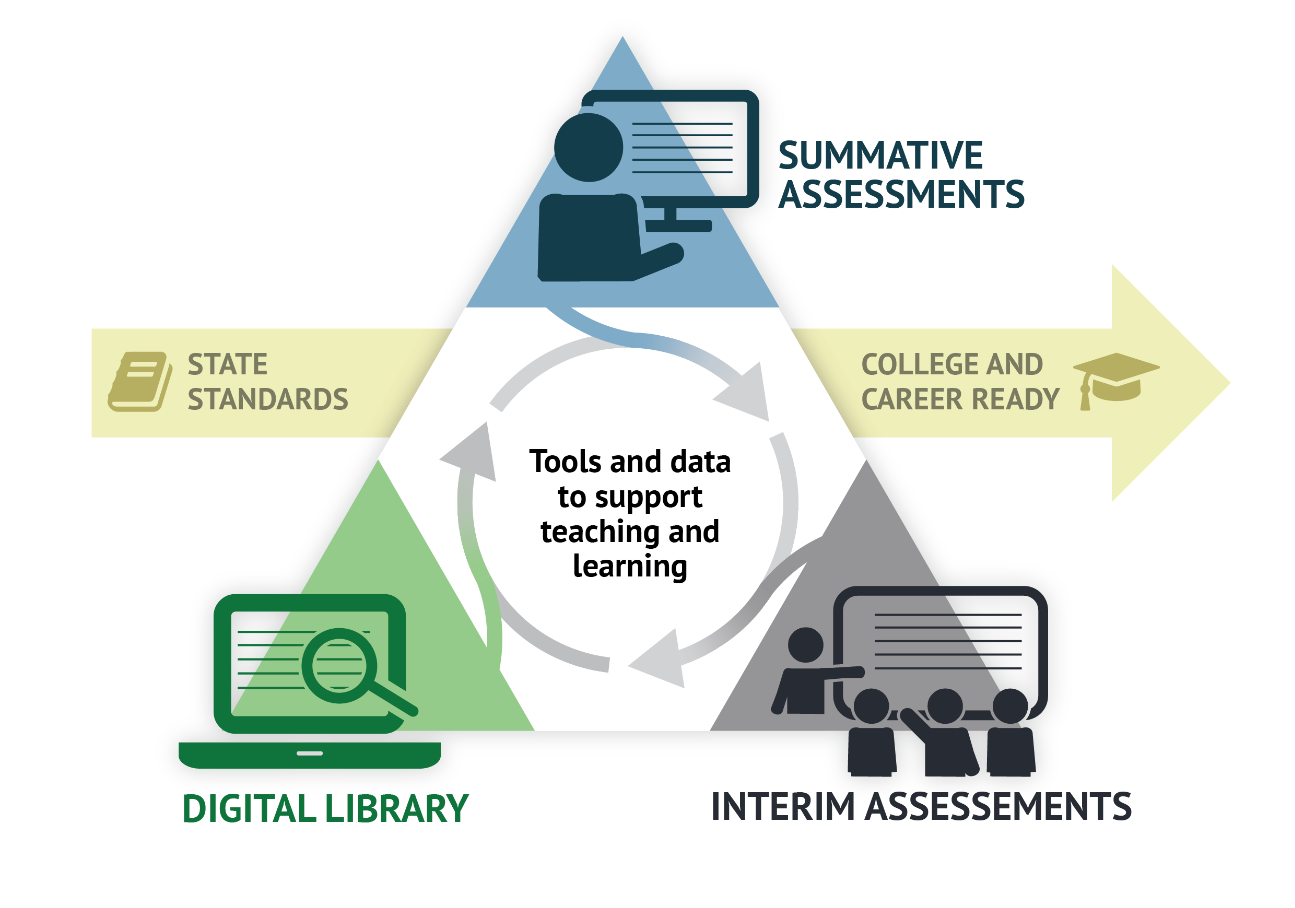 SUMMATIVE
ASSESSMENTS
STATE
STANDARDS
COLLEGE AND
CAREER READY
Tools and data
to support
teaching and
learning
DIGITAL LIBRARY
INTERIM ASSESSEMENTS